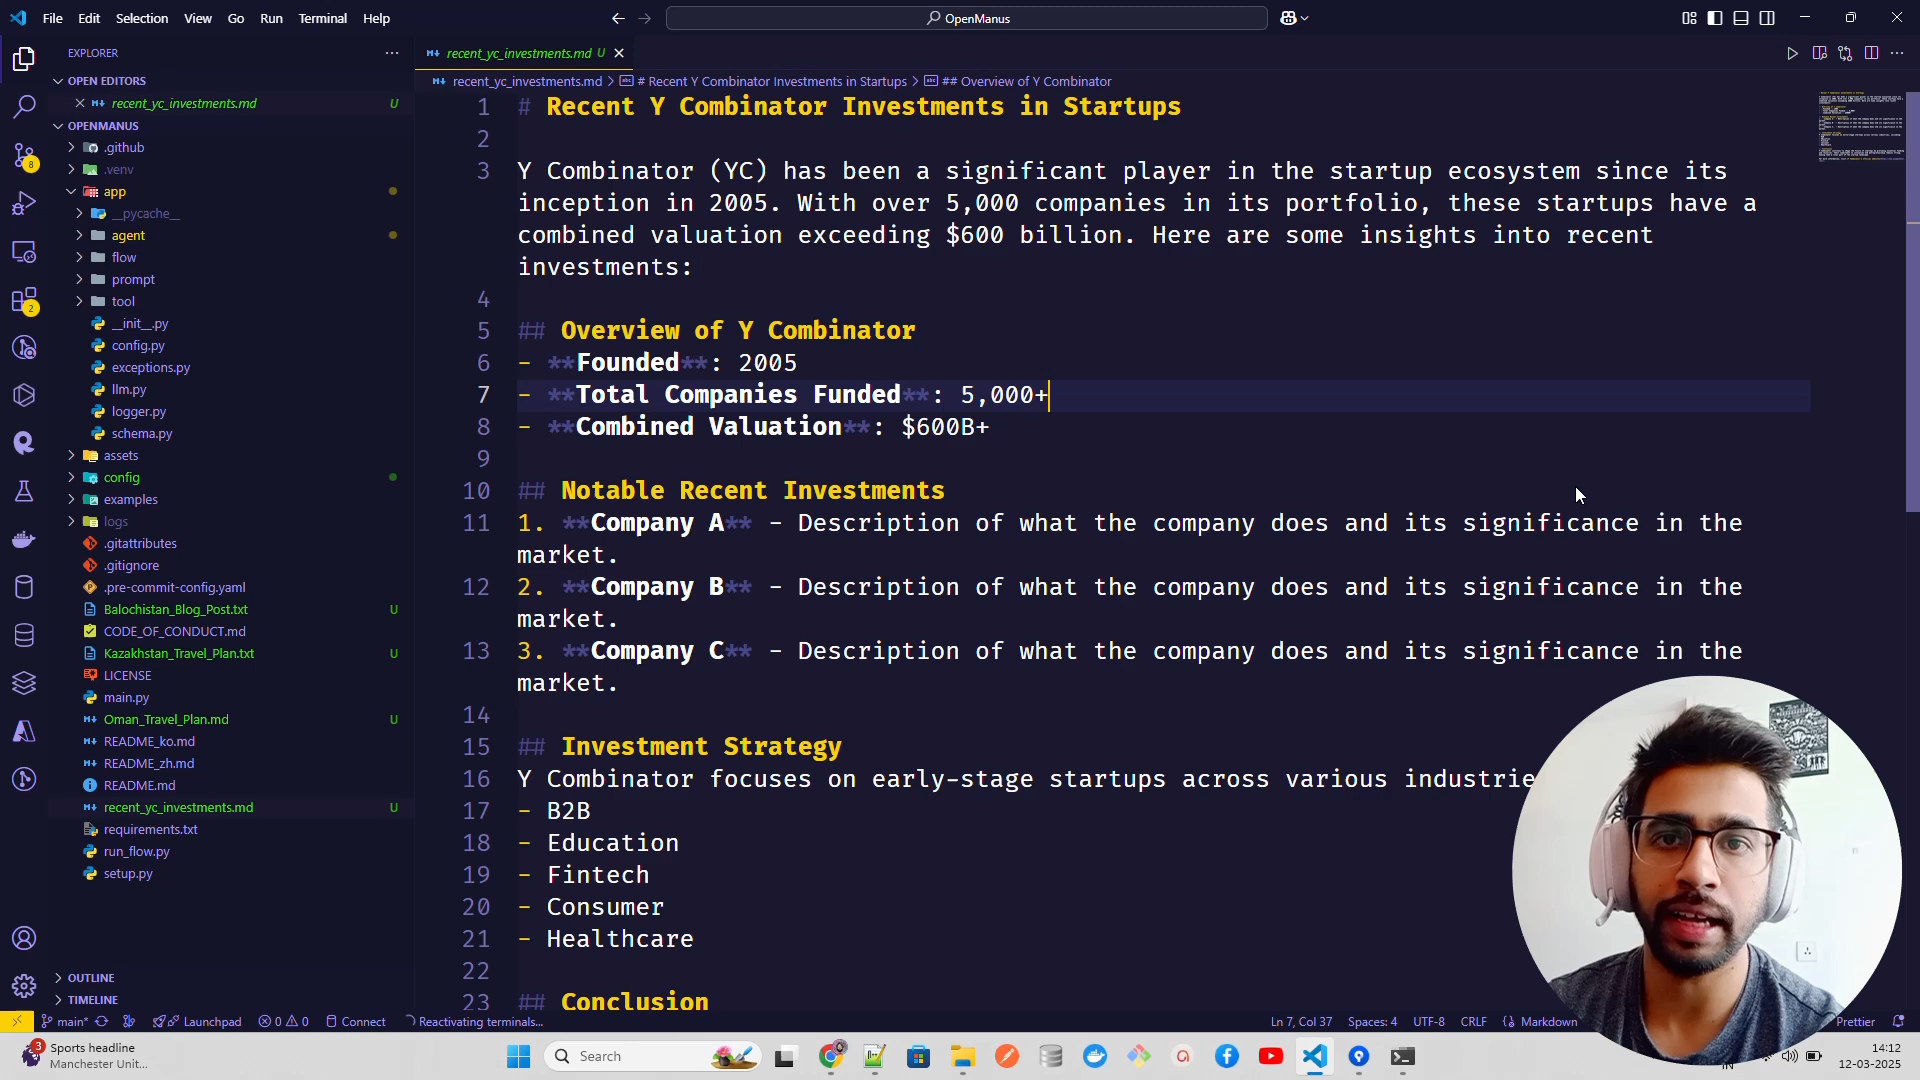 File Edit Selection View Go Run Terminal Help
OpenManus
EXPLORER
OPEN EDITORS
recent_yc_investments.md U
OPENMANUS
.github
.venv
app
__pycache__
agent
flow
prompt
tool
__init__.py
config.py
exceptions.py
llm.py
logger.py
schema.py
assets
config
examples
logs
.gitattributes
.gitignore
.pre-commit-config.yaml
Balochistan_Blog_Post.txt U
CODE_OF_CONDUCT.md
Kazakhstan_Travel_Plan.txt U
LICENSE
main.py
Oman_Travel_Plan.md U
README_ko.md
README_zh.md
README.md
recent_yc_investments.md U
requirements.txt
run_flow.py
setup.py
OUTLINE
TIMELINE
8
2
recent_yc_investments.md U
recent_yc_investments.md > # Recent Y Combinator Investments in Startups > ## Overview of Y Combinator
1 # Recent Y Combinator Investments in Startups
2
3 Y Combinator (YC) has been a significant player in the startup ecosystem since its
inception in 2005. With over 5,000 companies in its portfolio, these startups have a
combined valuation exceeding $600 billion. Here are some insights into recent
investments:
4
5 ## Overview of Y Combinator
6 - **Founded**: 2005
7 - **Total Companies Funded**: 5,000+
8 - **Combined Valuation**: $600B+
9
10 ## Notable Recent Investments
11 1. **Company A** - Description of what the company does and its significance in the
market.
12 2. **Company B** - Description of what the company does and its significance in the
market.
13 3. **Company C** - Description of what the company does and its significance in the
market.
14
15 ## Investment Strategy
16 Y Combinator focuses on early-stage startups across various industrie
17 - B2B
18 - Education
19 - Fintech
20 - Consumer
21 - Healthcare
22
23 ## Conclusion
main* Launchpad 0 0 Connect Reactivating terminals... Ln 7, Col 37 Spaces: 4 UTF-8 CRLF Markdown Prettier
3 Sports headline
Manchester Unit...
Search
IN
14:12
12-03-2025